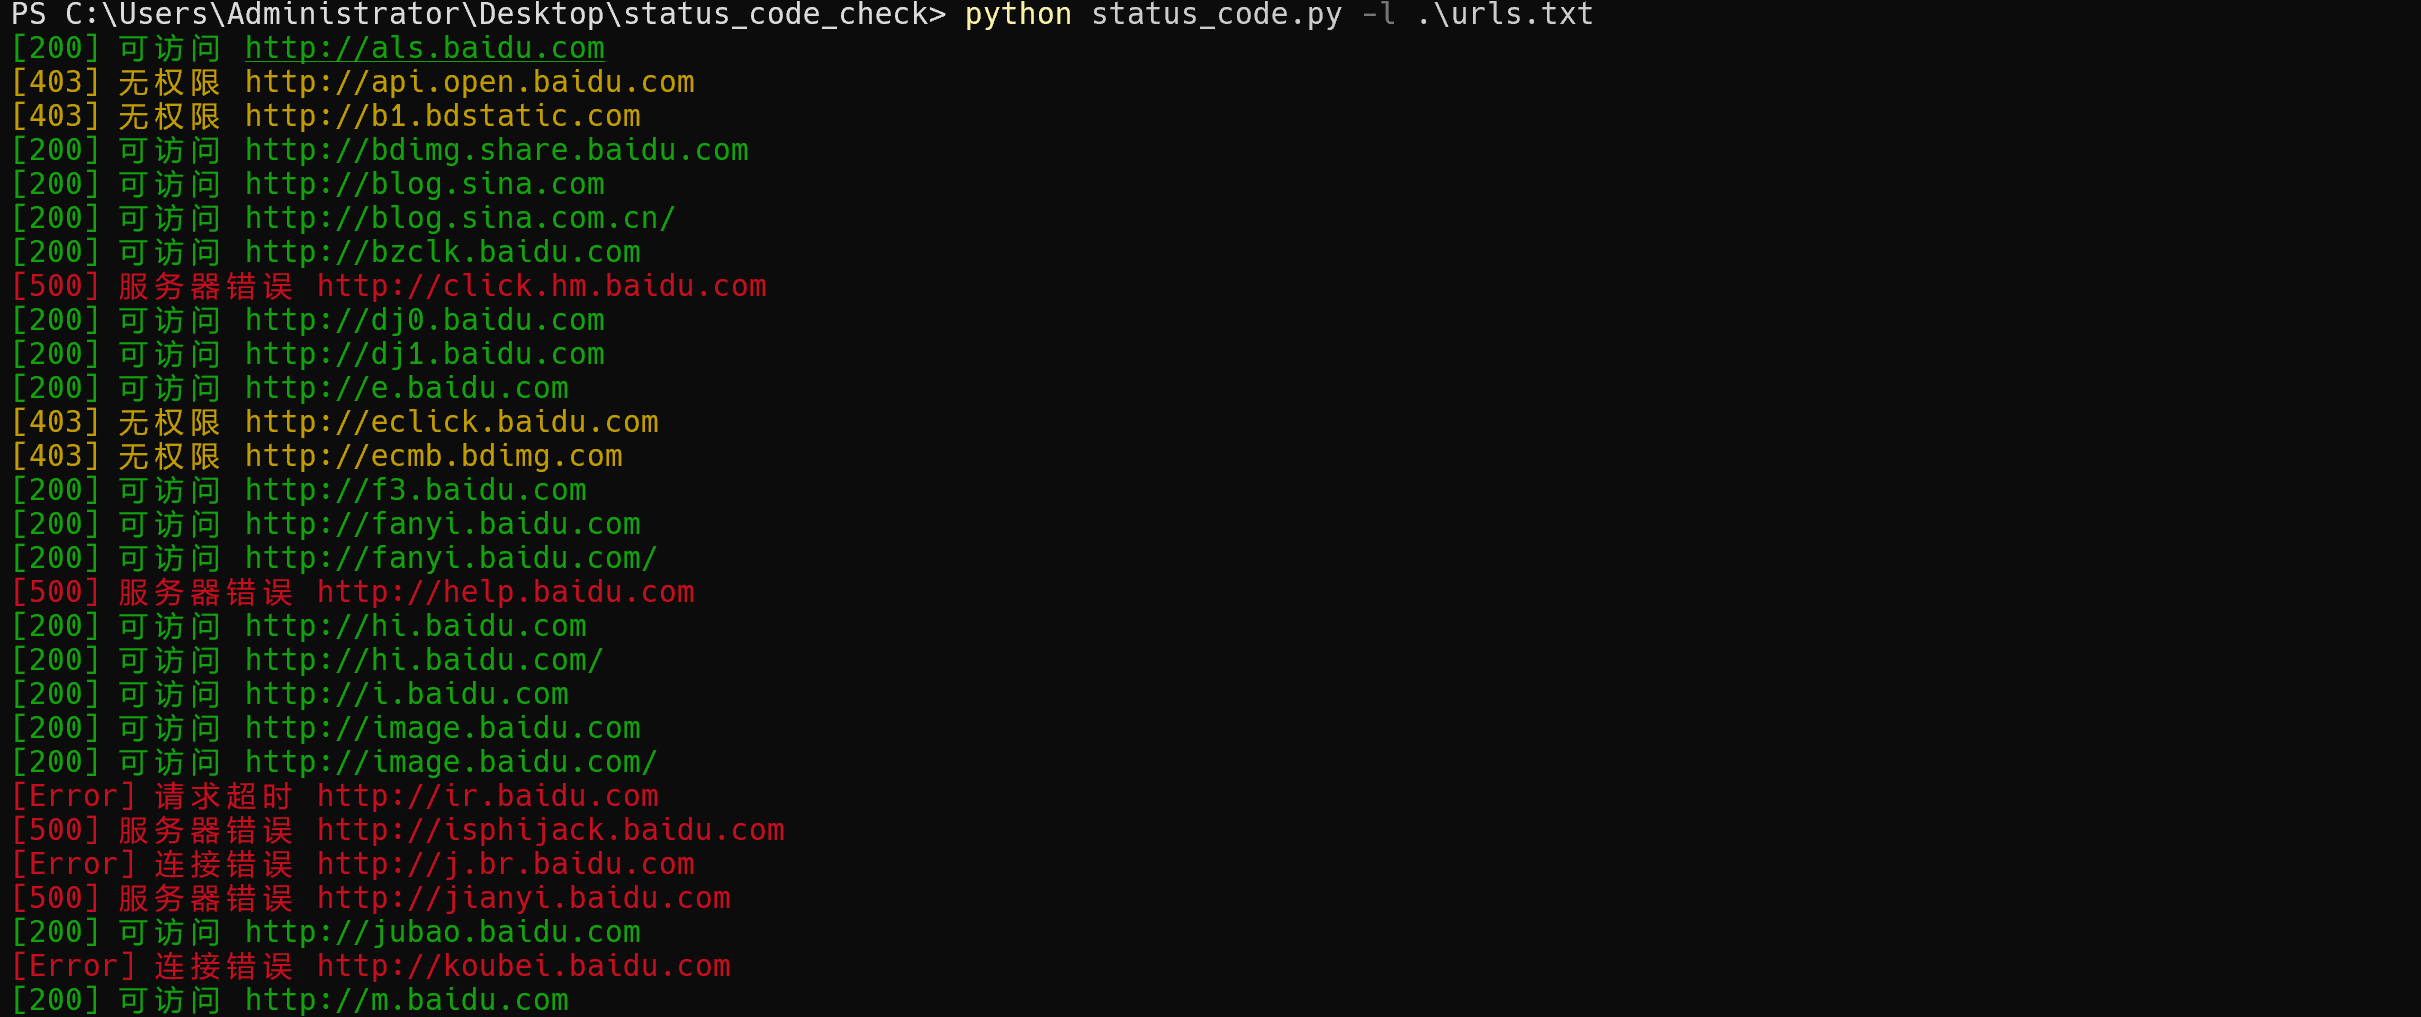 PS C:\Users\Administrator\Desktop\status_code_check> python status_code.py -l .\urls.txt
[200] 可访问 http://als.baidu.com
[403] 无权限 http://api.open.baidu.com
[403] 无权限 http://b1.bdstatic.com
[200] 可访问 http://bdimg.share.baidu.com
[200] 可访问 http://blog.sina.com
[200] 可访问 http://blog.sina.com.cn/
[200] 可访问 http://bzclk.baidu.com
[500] 服务器错误 http://click.hm.baidu.com
[200] 可访问 http://dj0.baidu.com
[200] 可访问 http://dj1.baidu.com
[200] 可访问 http://e.baidu.com
[403] 无权限 http://eclick.baidu.com
[403] 无权限 http://ecmb.bdimg.com
[200] 可访问 http://f3.baidu.com
[200] 可访问 http://fanyi.baidu.com
[200] 可访问 http://fanyi.baidu.com/
[500] 服务器错误 http://help.baidu.com
[200] 可访问 http://hi.baidu.com
[200] 可访问 http://hi.baidu.com/
[200] 可访问 http://i.baidu.com
[200] 可访问 http://image.baidu.com
[200] 可访问 http://image.baidu.com/
[Error] 请求超时 http://ir.baidu.com
[500] 服务器错误 http://isphijack.baidu.com
[Error] 连接错误 http://j.br.baidu.com
[500] 服务器错误 http://jianyi.baidu.com
[200] 可访问 http://jubao.baidu.com
[Error] 连接错误 http://koubei.baidu.com
[200] 可访问 http://m.baidu.com